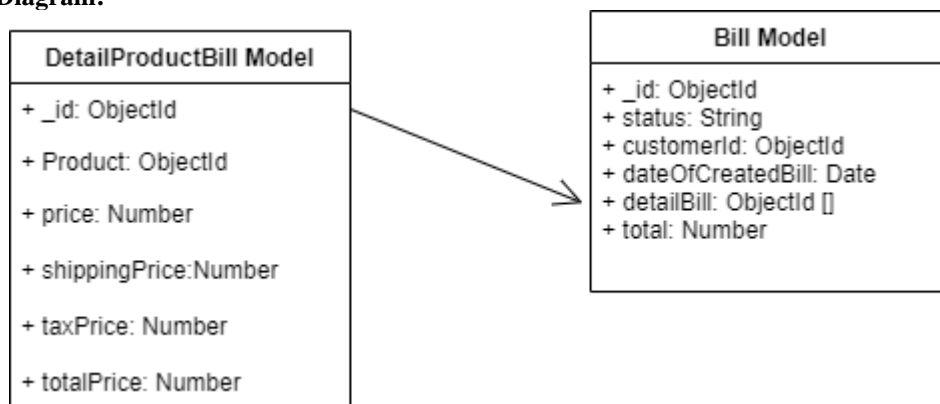 Diagram:
DetailProductBill Model
+ _id: ObjectId
+ Product: ObjectId
+ price: Number
+ shippingPrice:Number
+ taxPrice: Number
+ totalPrice: Number
Bill Model
+ _id: ObjectId
+ status: String
+ customerId: ObjectId
+ dateOfCreatedBill: Date
+ detailBill: ObjectId []
+ total: Number